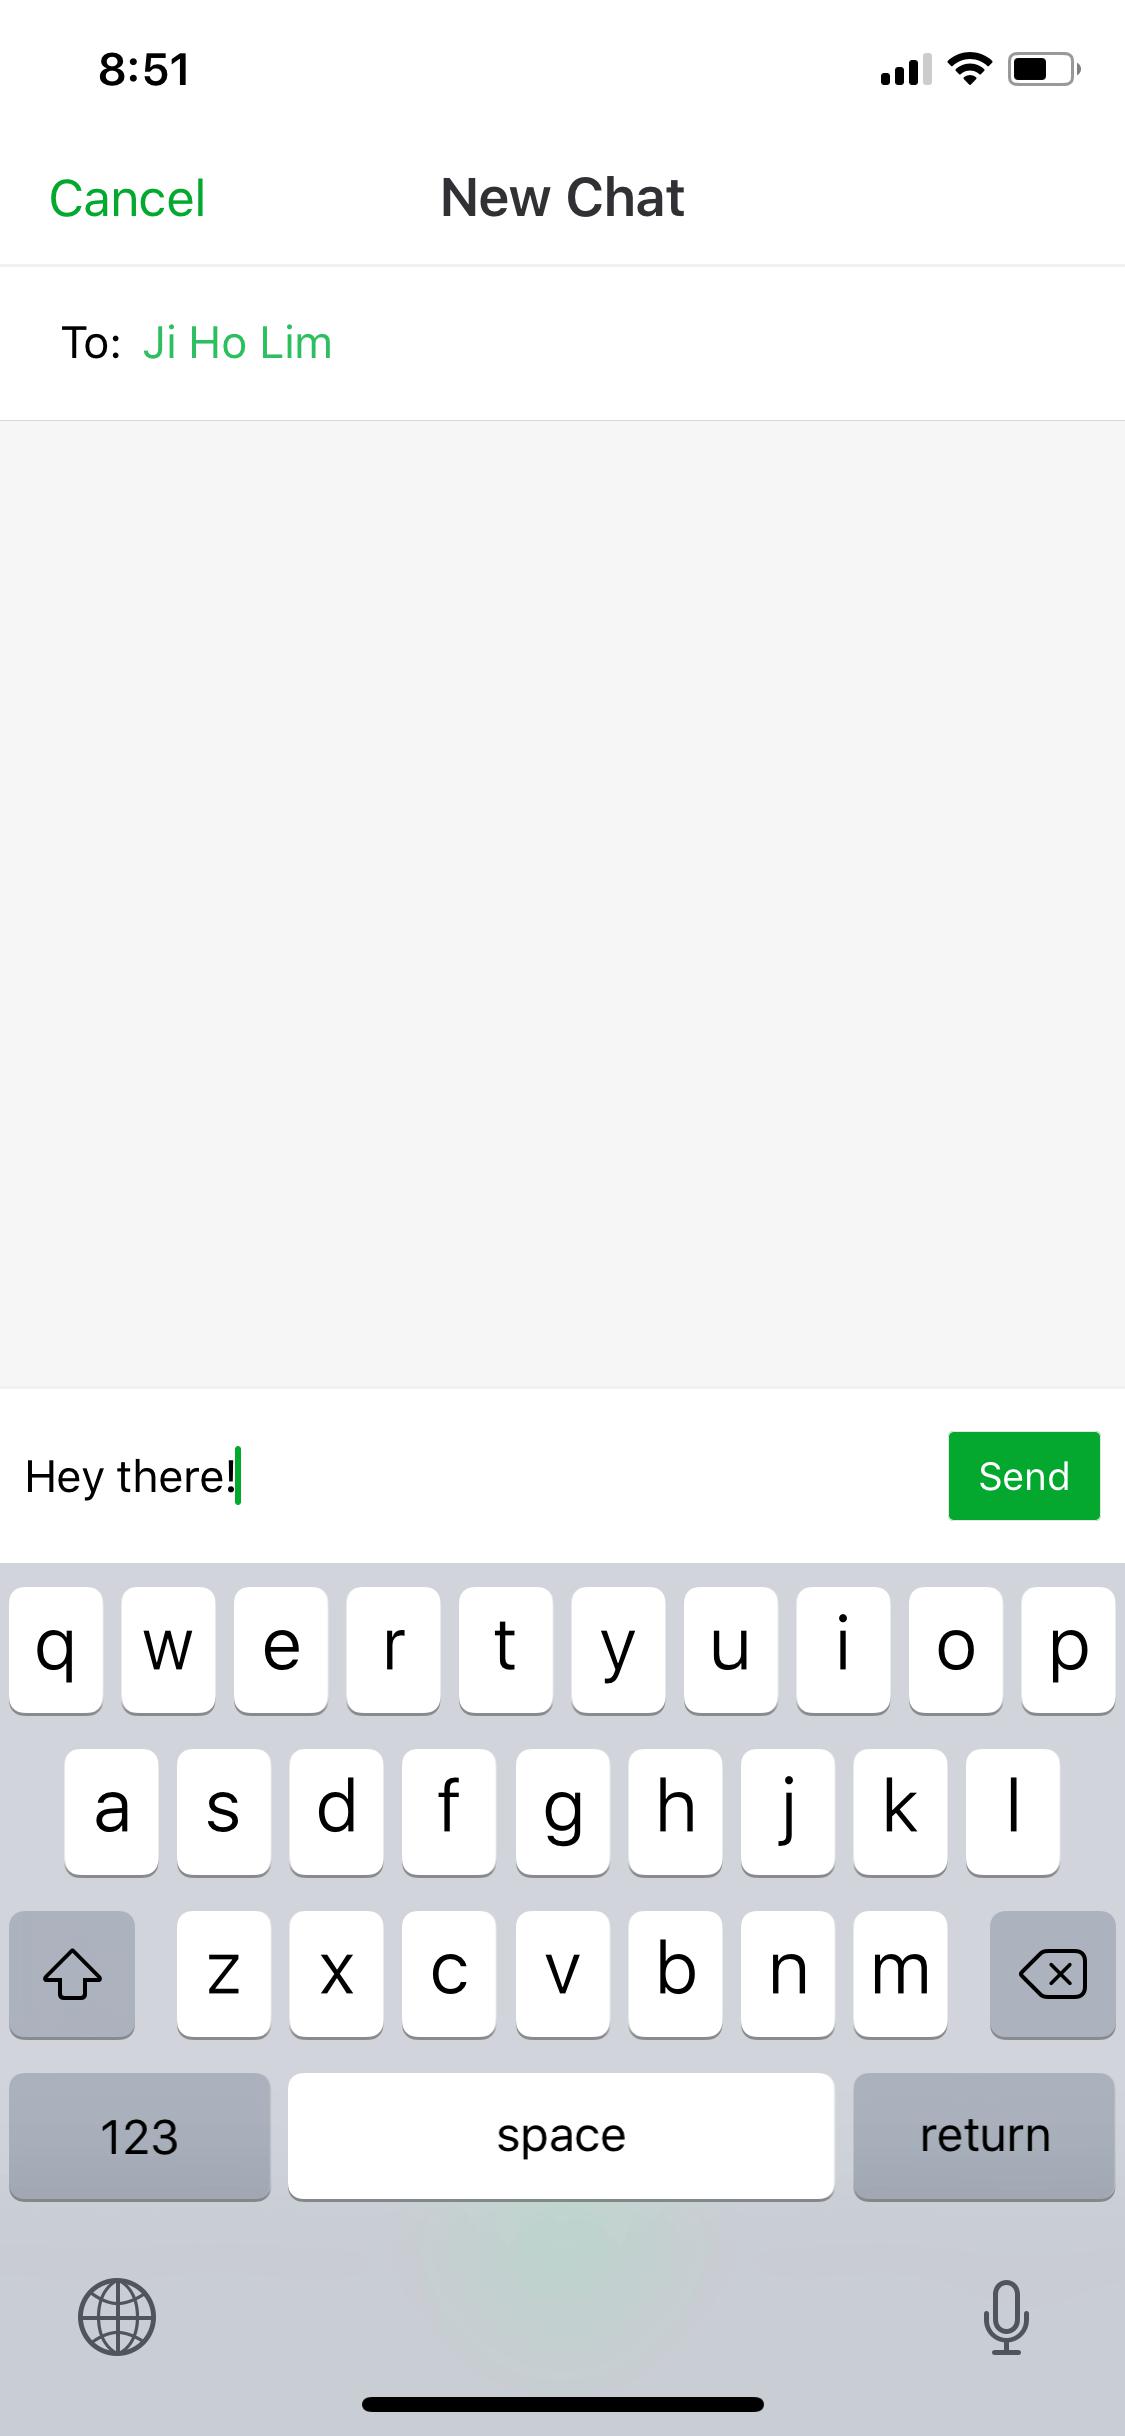 8:51
Cancel New Chat
To: Ji Ho Lim
Hey there! Send
q w e r t y u i o p
a s d f g h j k l
z x c v b n m
123 space return